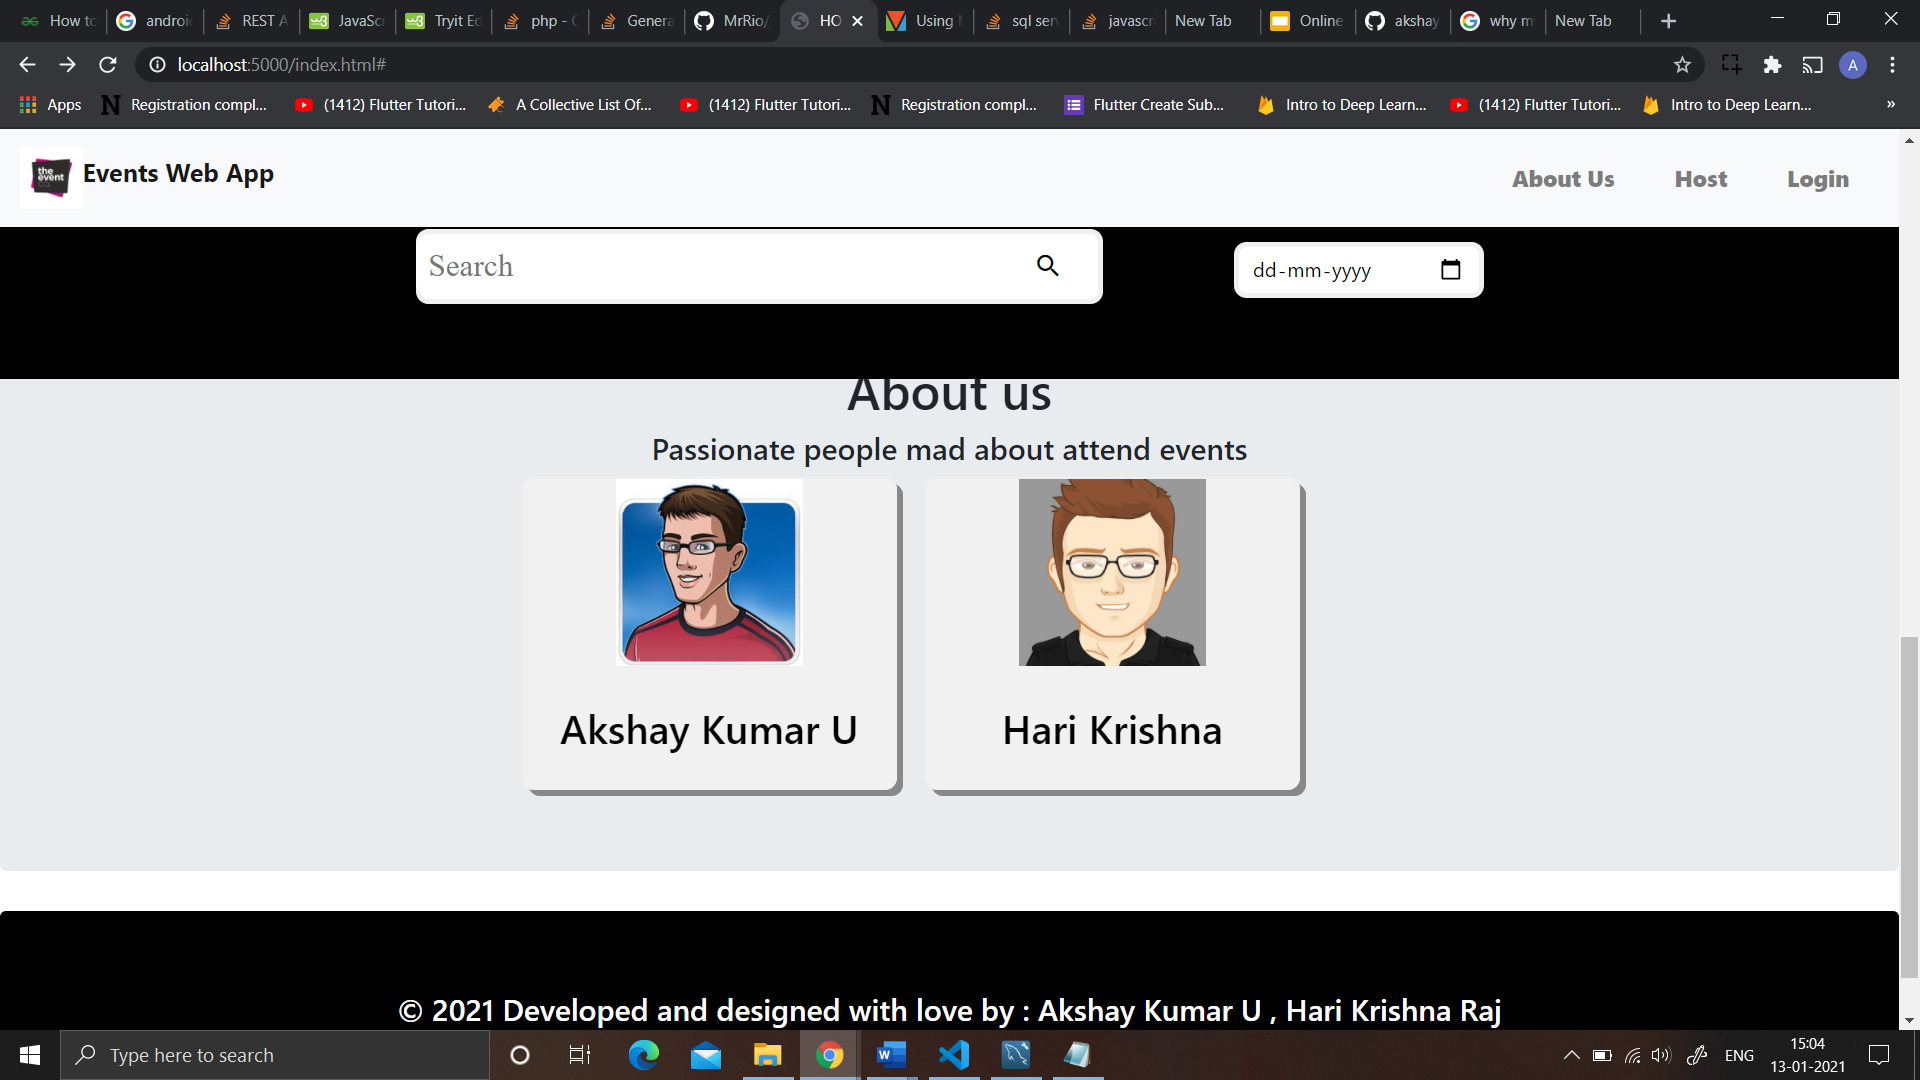 How to
androi
REST A
JavaScr
Tryit Ed
php - C
Genera
MrRio/
HO
Using
sql serv
javascri
New Tab
Online
akshay
why m
New Tab
localhost:5000/index.html#
A
Apps
Registration compl...
(1412) Flutter Tutori...
A Collective List Of...
(1412) Flutter Tutori...
Registration compl...
Flutter Create Sub...
Intro to Deep Learn...
(1412) Flutter Tutori...
Intro to Deep Learn...
»
the event
Events Web App
About Us
Host
Login
Search
dd-mm-yyyy
About us
Passionate people mad about attend events
Akshay Kumar U
Hari Krishna
© 2021 Developed and designed with love by : Akshay Kumar U , Hari Krishna Raj
Type here to search
ENG
15:04
13-01-2021